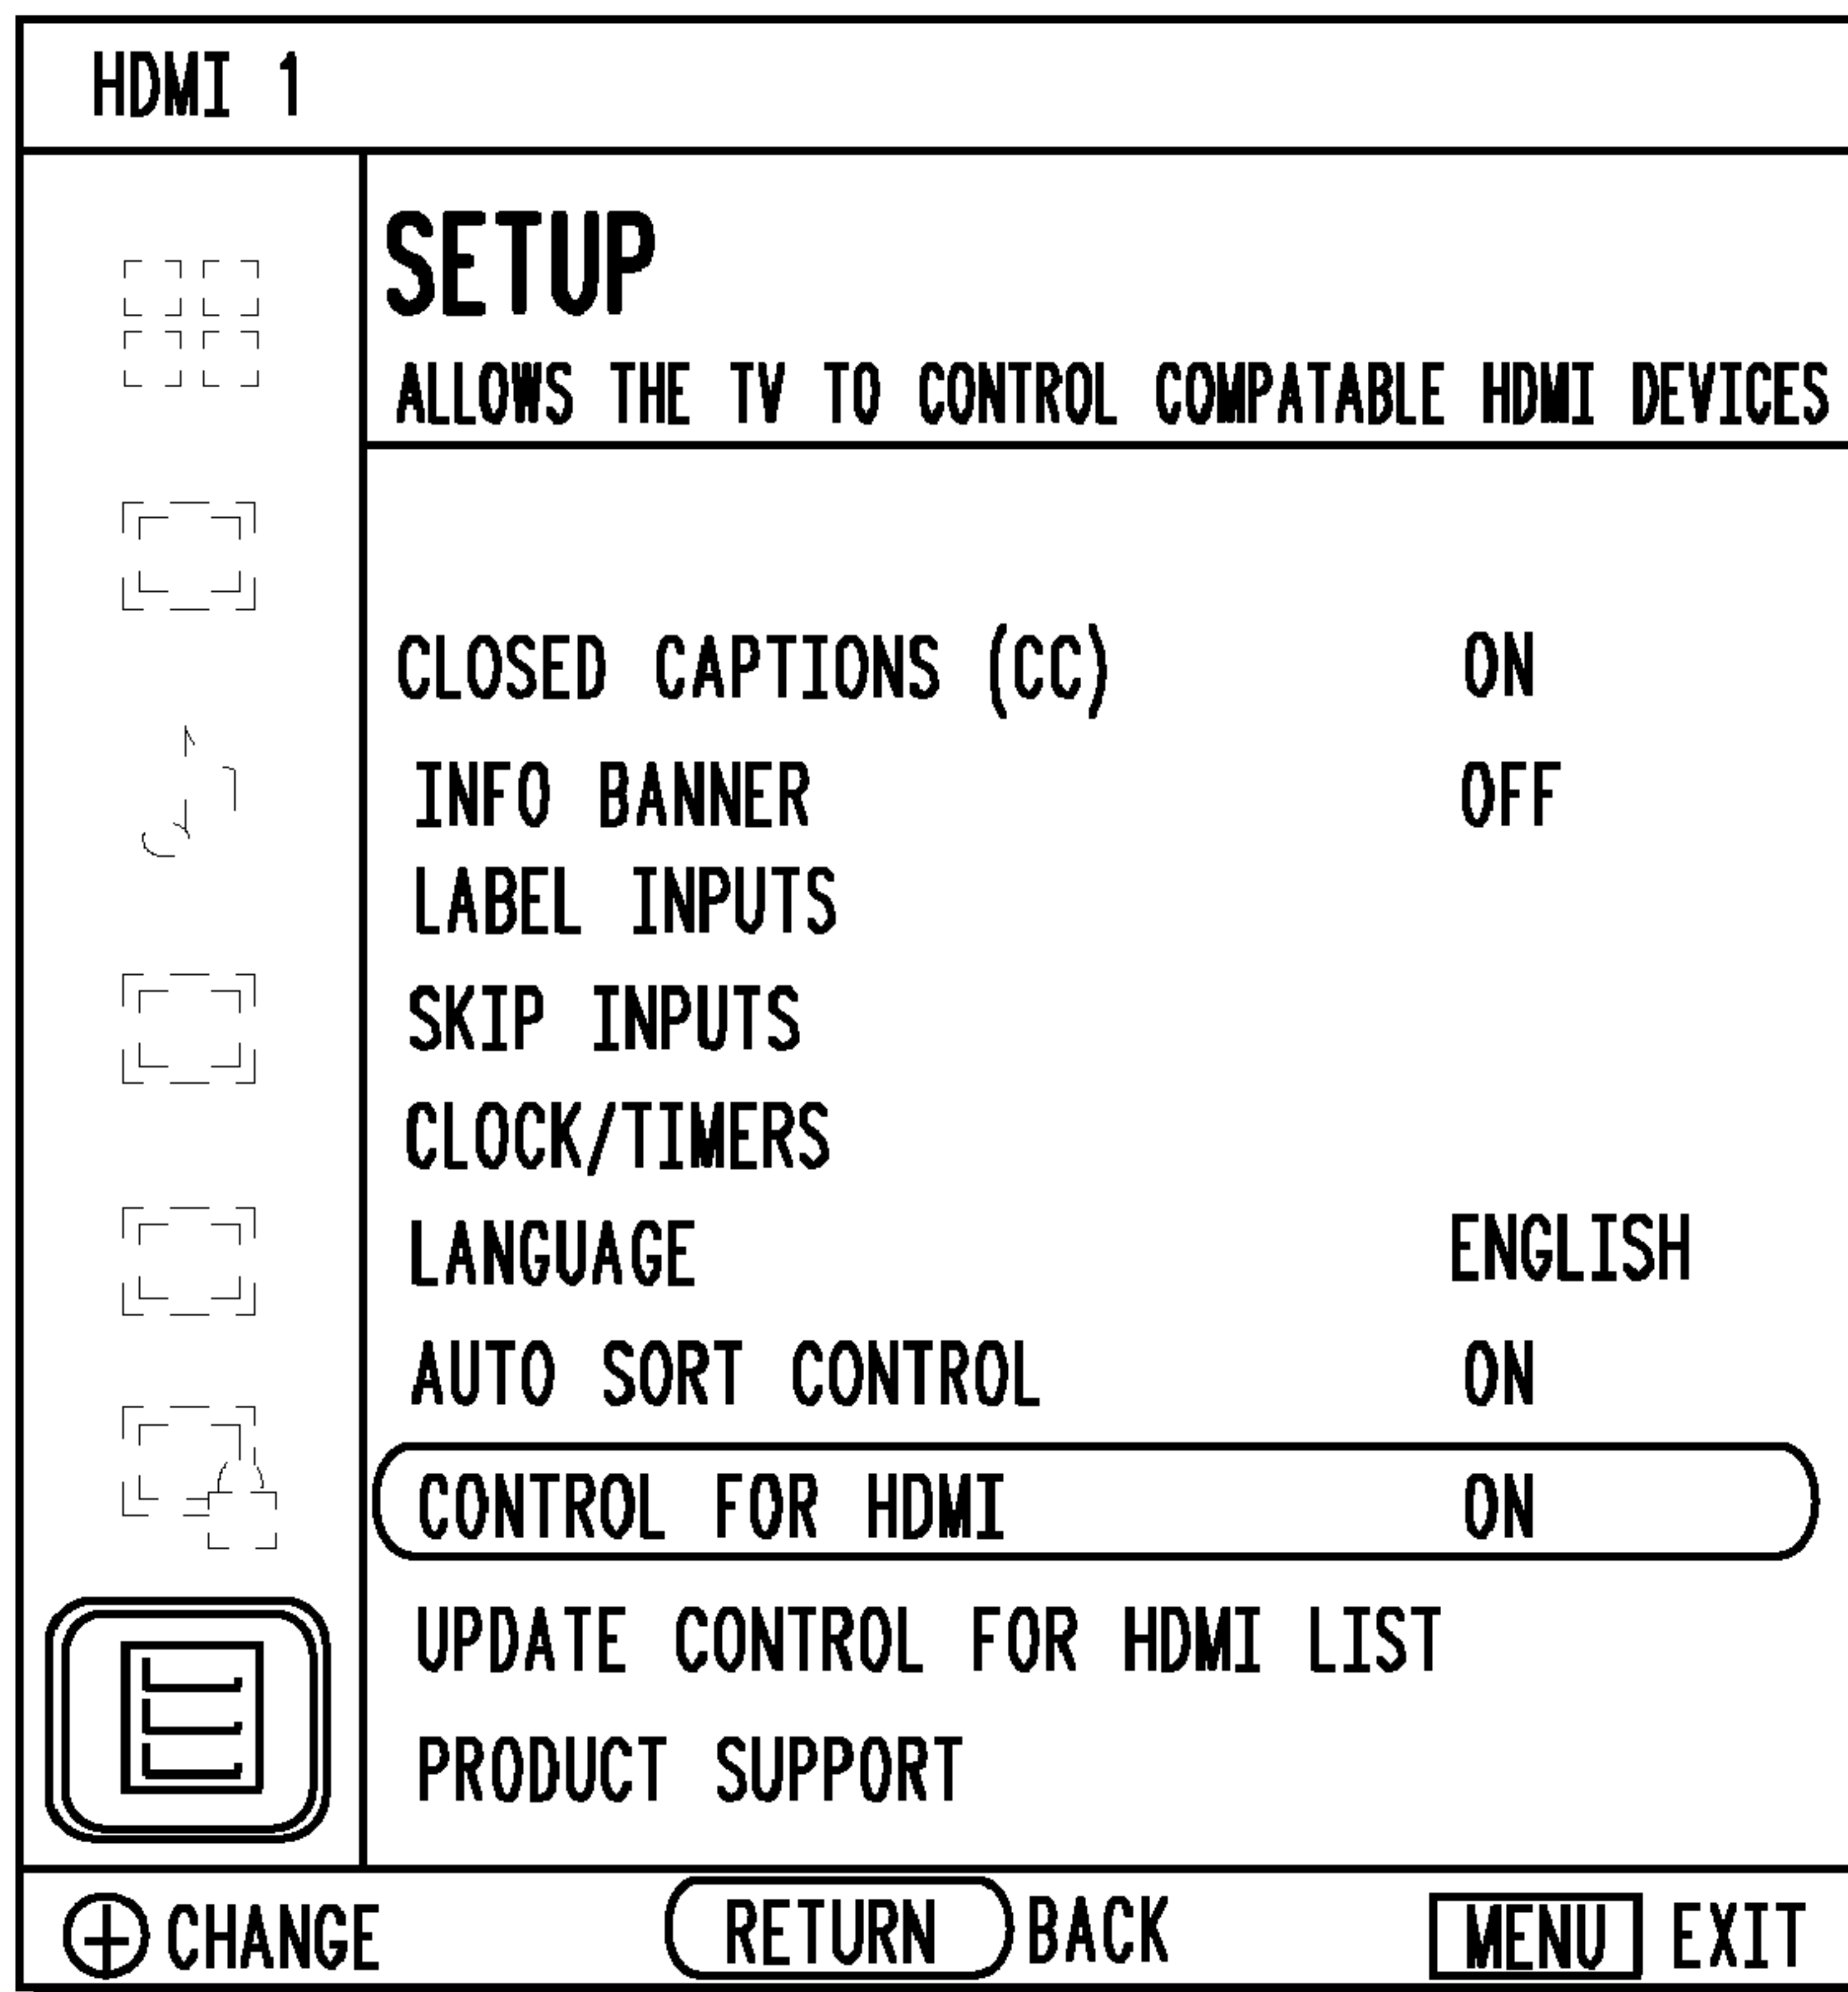 HDMI 1
SETUP
ALLOWS THE TV TO CONTROL COMPATABLE HDMI DEVICES
CLOSED CAPTIONS (CC) ON
INFO BANNER OFF
LABEL INPUTS
SKIP INPUTS
CLOCK/TIMERS
LANGUAGE ENGLISH
AUTO SORT CONTROL ON
CONTROL FOR HDMI ON
UPDATE CONTROL FOR HDMI LIST
PRODUCT SUPPORT
CHANGE RETURN BACK MENU EXIT